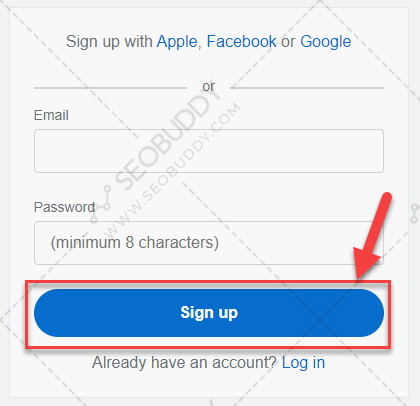 Sign up with Apple, Facebook or Google
or
Email
SEOBUDDY
WWW.SEOBUDDY.COM
Password
(minimum 8 characters)
Sign up
Already have an account? Log in